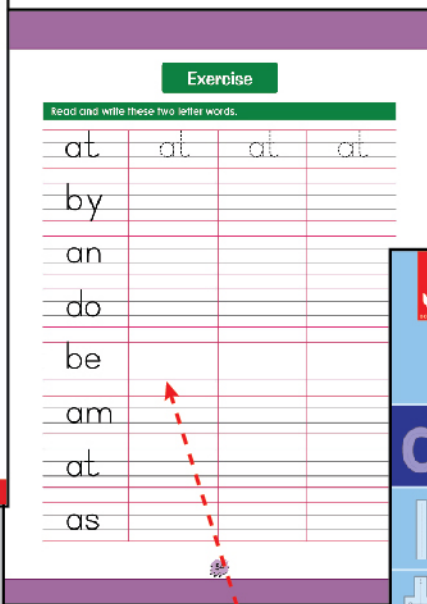 Exercise
Read and write these two letter words.
at at at at
by
an
do
be
am
at
as